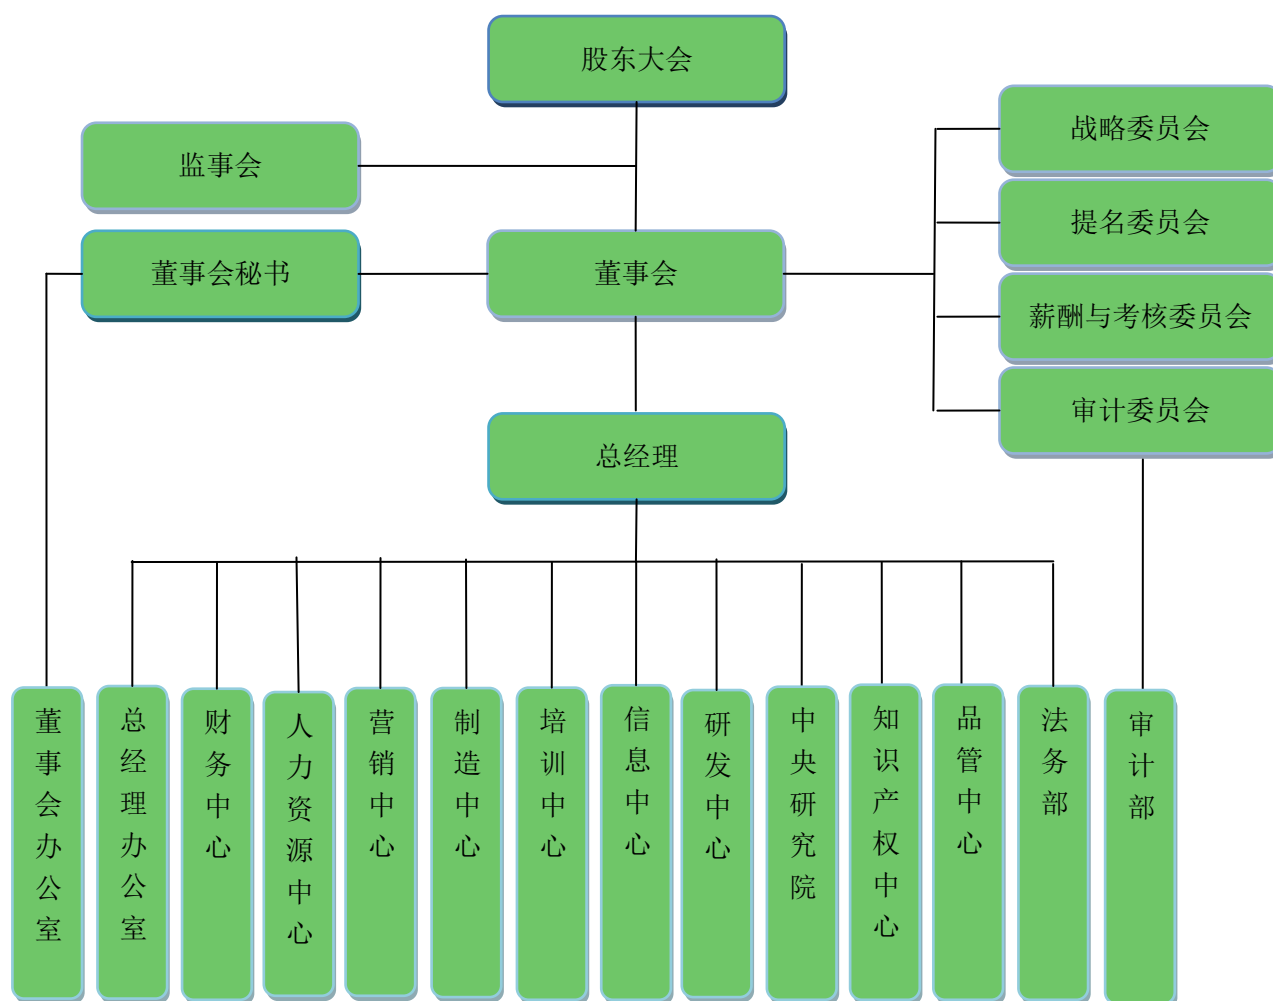 股东大会
战略委员会
监事会
提名委员会
董事会秘书
董事会
薪酬与考核委员会
审计委员会
总经理
董事会办公室
总经理办公室
财务中心
人力资源中心
营销中心
制造中心
培训中心
信息中心
研发中心
中央研究院
知识产权中心
品管中心
法务部
审计部